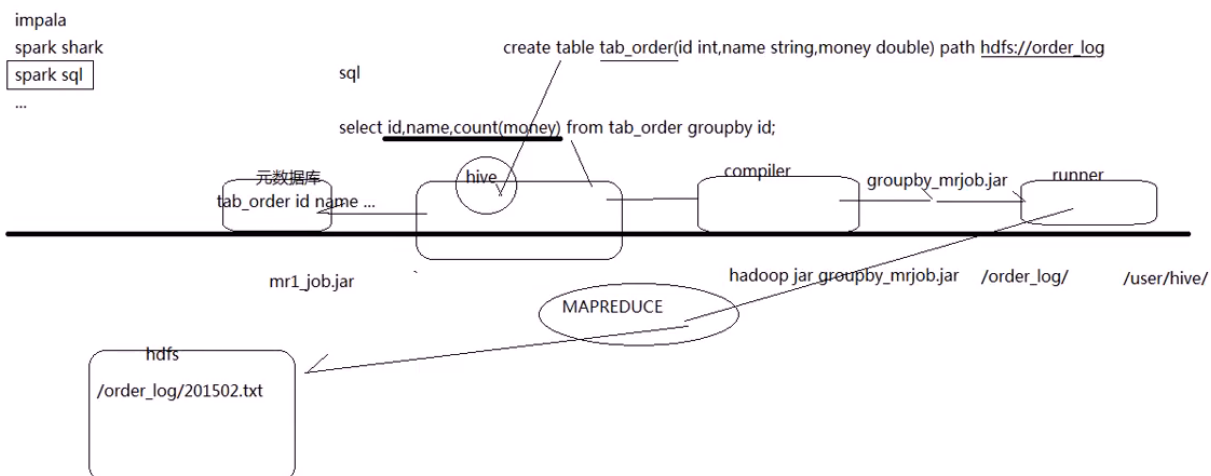 impala
spark shark
spark sql
...
create table tab_order(id int,name string,money double) path hdfs://order_log
sql
select id,name,count(money) from tab_order groupby id;
元数据库
tab_order id name ...
hive
compiler
groupby_mrjob.jar
runner
mr1_job.jar
`
hadoop jar groupby_mrjob.jar /order_log/ /user/hive/
MAPREDUCE
hdfs
/order_log/201502.txt